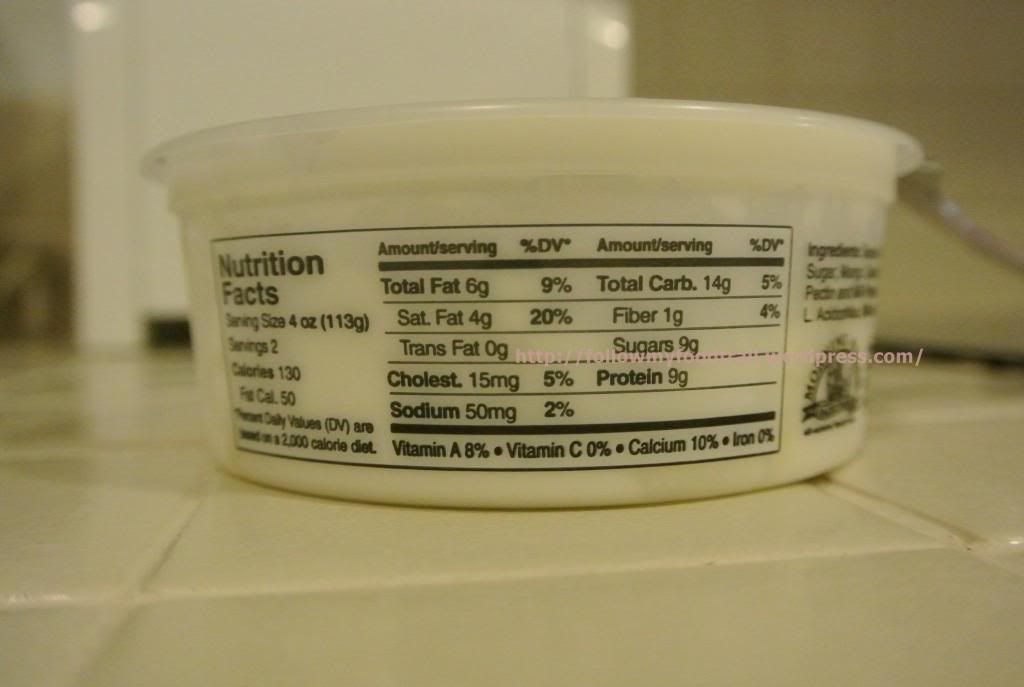 Nutrition
Facts
Serving Size 4 oz (113g)
Servings 2
Calories 130
Fat Cal. 50
*Percent Daily Values (DV) are
based on a 2,000 calorie diet.
Amount/serving %DV* Amount/serving %DV*
Total Fat 6g 9% Total Carb. 14g 5%
Sat. Fat 4g 20% Fiber 1g 4%
Trans Fat 0g Sugars 9g
Cholest. 15mg 5% Protein 9g
Sodium 50mg 2%
Vitamin A 8% • Vitamin C 0% • Calcium 10% • Iron 0%
Ingredients:
Sugar, Mango,
Pectin and
L.
http://followmyfoodtrail.wordpress.com/